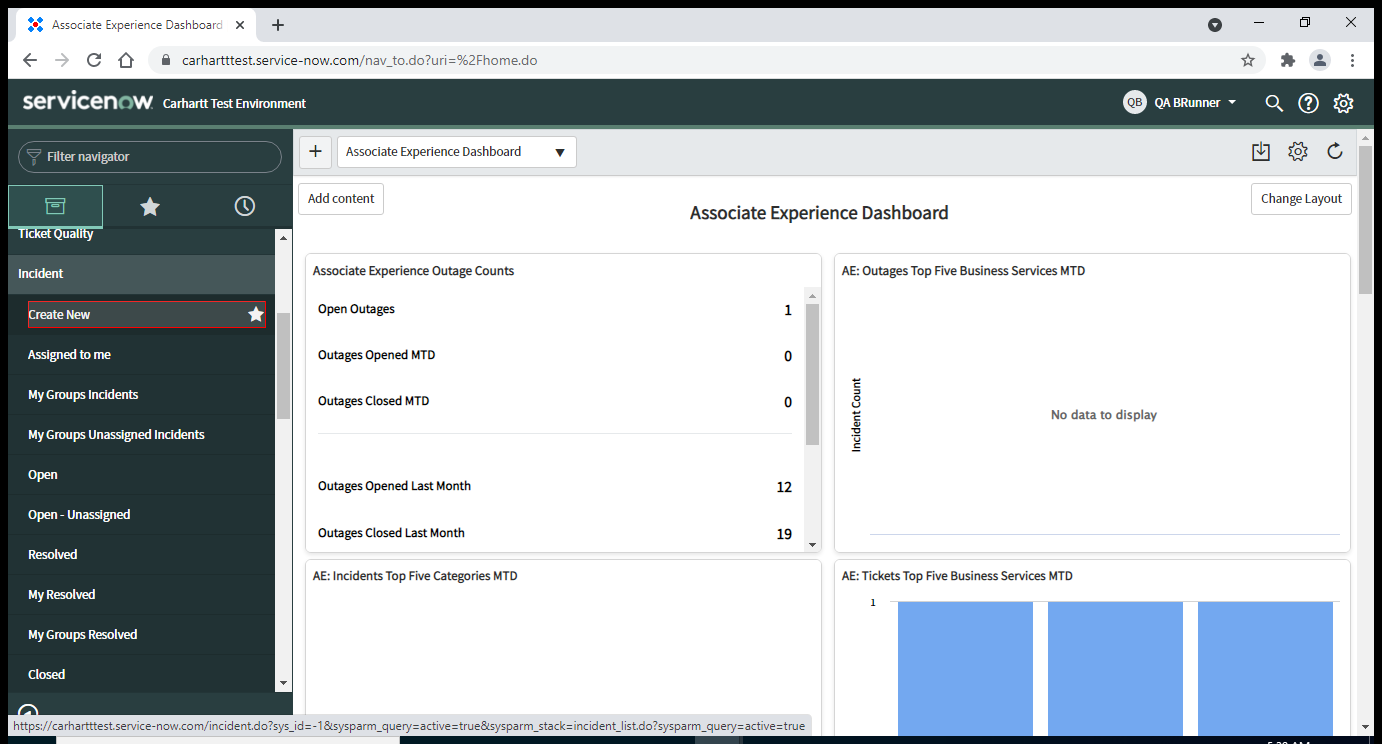 Associate Experience Dashboard
carhartttest.service-now.com/nav_to.do?uri=%2Fhome.do
servicenow Carhartt Test Environment
QB QA BRunner
Filter navigator
Ticket Quality
Incident
Create New
Assigned to me
My Groups Incidents
My Groups Unassigned Incidents
Open
Open - Unassigned
Resolved
My Resolved
My Groups Resolved
Closed
Associate Experience Dashboard
Add content
Associate Experience Dashboard
Change Layout
Associate Experience Outage Counts
Open Outages 1
Outages Opened MTD 0
Outages Closed MTD 0
Outages Opened Last Month 12
Outages Closed Last Month 19
AE: Outages Top Five Business Services MTD
Incident Count
No data to display
AE: Incidents Top Five Categories MTD
AE: Tickets Top Five Business Services MTD
1
https://carhartttest.service-now.com/incident.do?sys_id=-1&sysparm_query=active=true&sysparm_stack=incident_list.do?sysparm_query=active=true